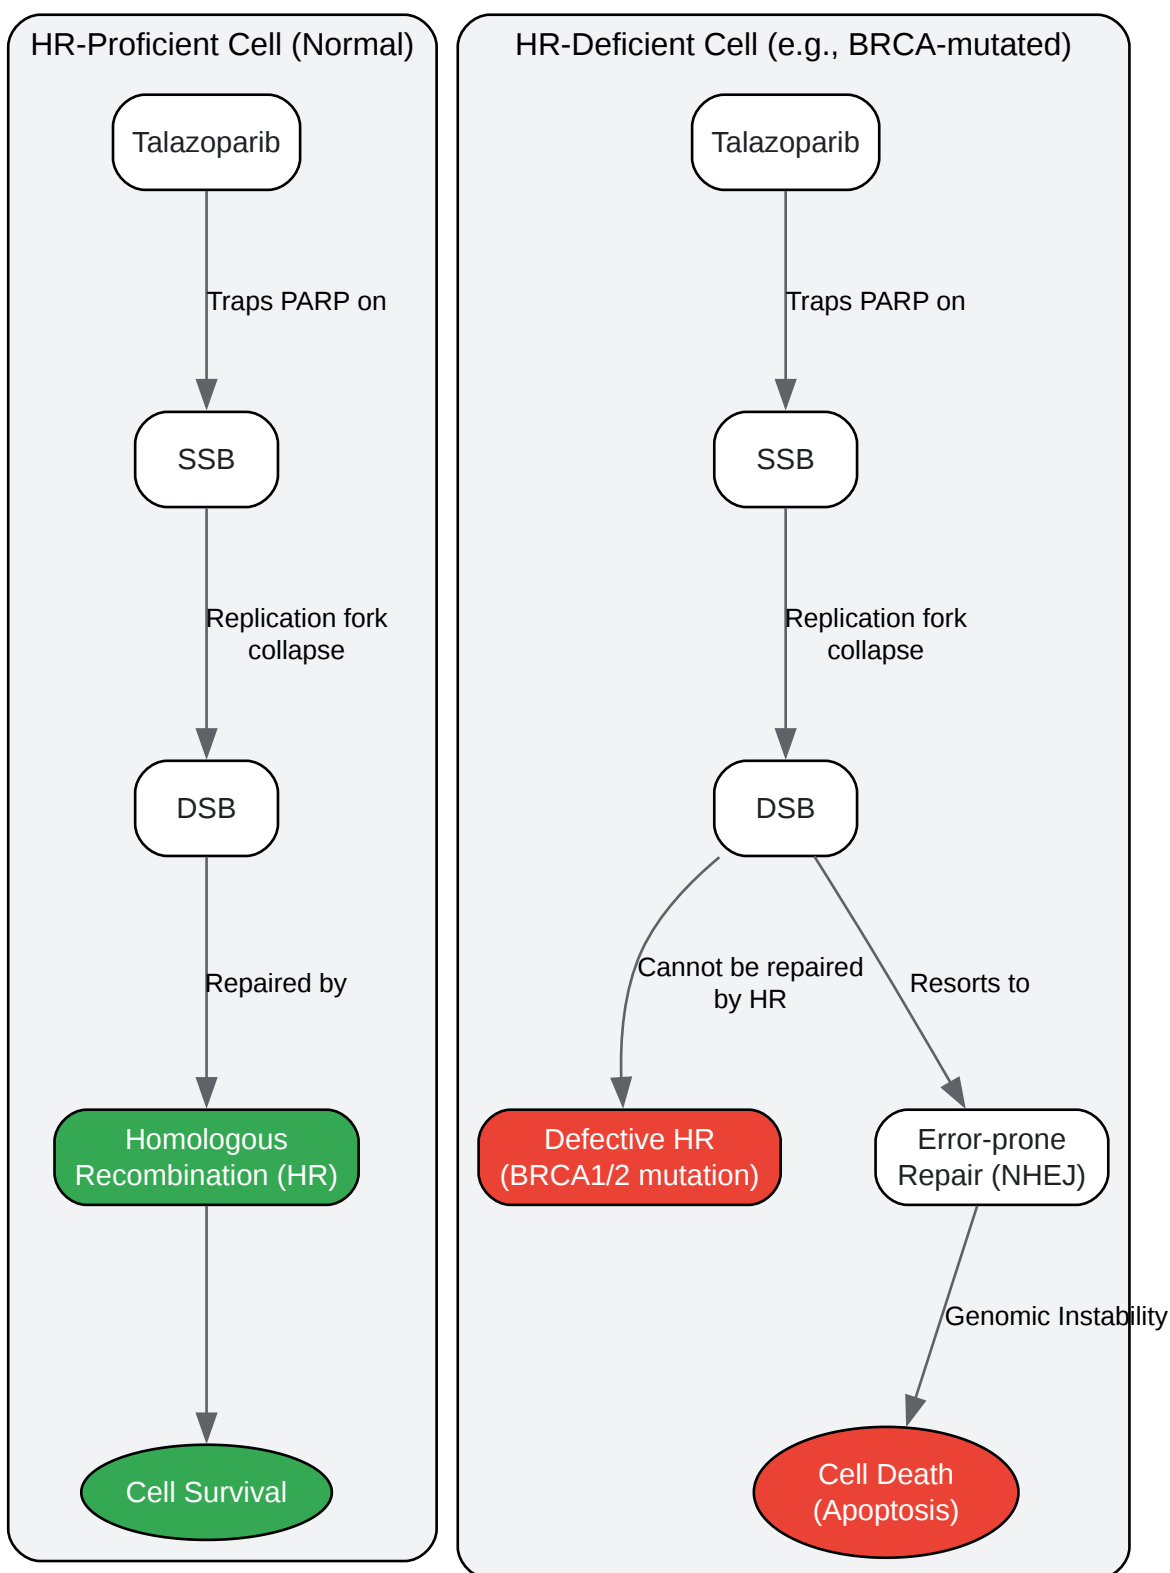 HR-Proficient Cell (Normal)
Talazoparib
Traps PARP on
SSB
Replication fork
collapse
DSB
Repaired by
Homologous
Recombination (HR)
Cell Survival
HR-Deficient Cell (e.g., BRCA-mutated)
Talazoparib
Traps PARP on
SSB
Replication fork
collapse
DSB
Cannot be repaired
by HR
Resorts to
Defective HR
(BRCA1/2 mutation)
Error-prone
Repair (NHEJ)
Genomic Instability
Cell Death
(Apoptosis)